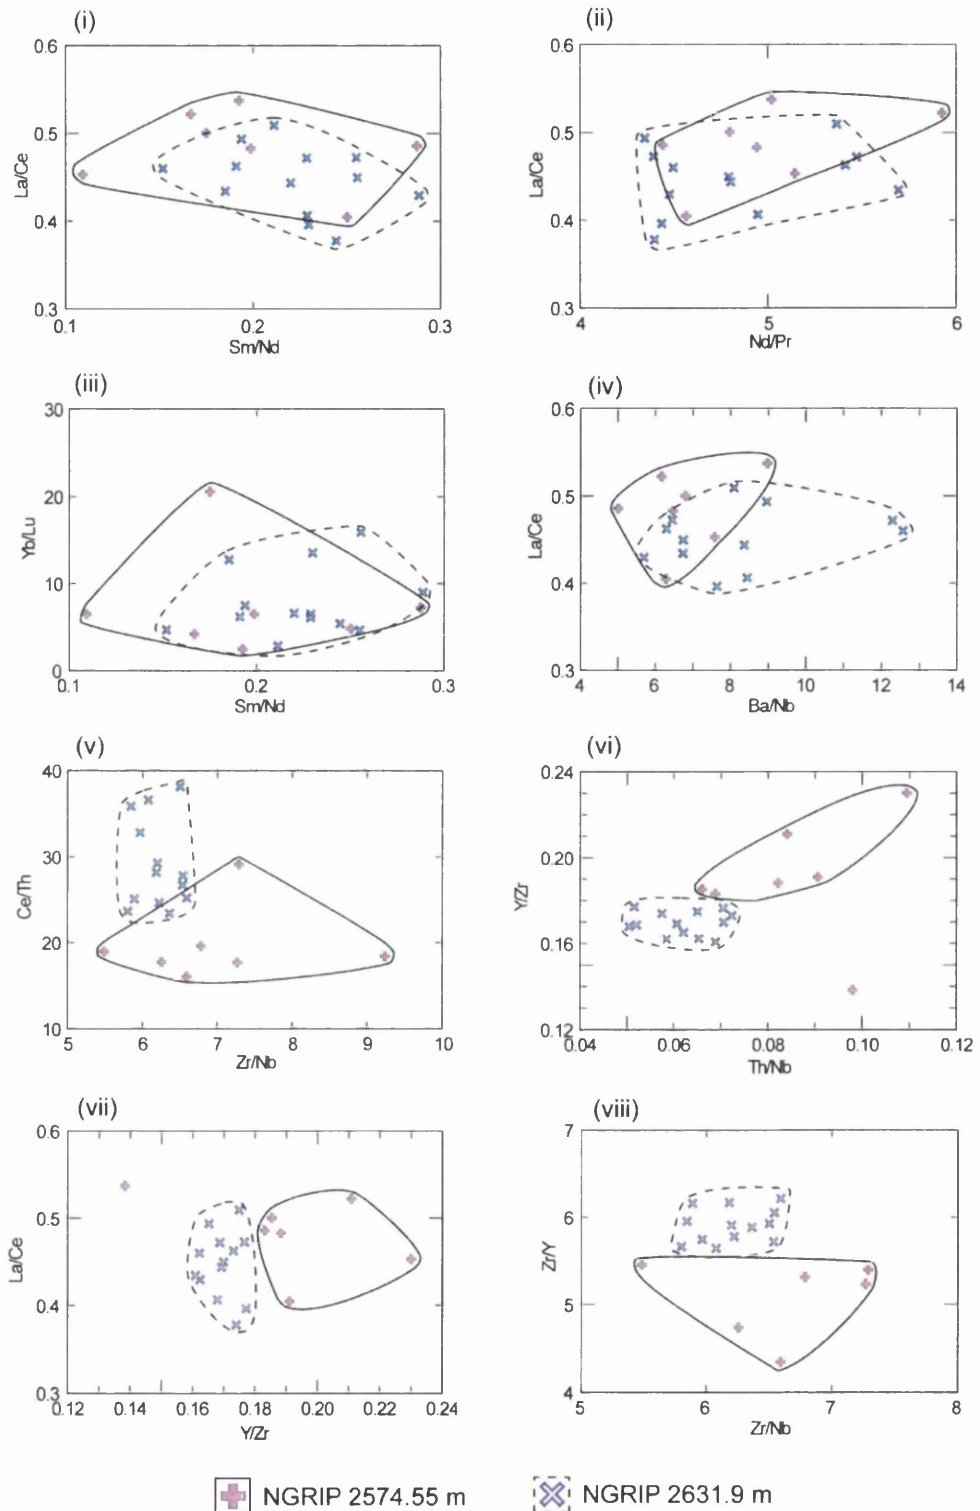 (i)
0.6
0.5
La/Ce
0.4
0.3
0.1
0.2
0.3
Sm/Nd
(ii)
0.6
0.5
La/Ce
0.4
0.3
4
5
6
Nd/Pr
(iii)
30
20
Yb/Lu
10
0
0.1
0.2
0.3
Sm/Nd
(iv)
0.6
0.5
La/Ce
0.4
0.3
4
6
8
10
12
14
Ba/Nb
(v)
40
30
Ce/Th
20
10
5
6
7
8
9
10
Zr/Nb
(vi)
0.24
0.20
Y/Zr
0.16
0.12
0.04
0.06
0.08
0.10
0.12
Th/Nb
(vii)
0.6
0.5
La/Ce
0.4
0.3
0.12
0.14
0.16
0.18
0.20
0.22
0.24
Y/Zr
(viii)
7
6
Zr/Y
5
4
5
6
7
8
Zr/Nb
NGRIP 2574.55 m
NGRIP 2631.9 m